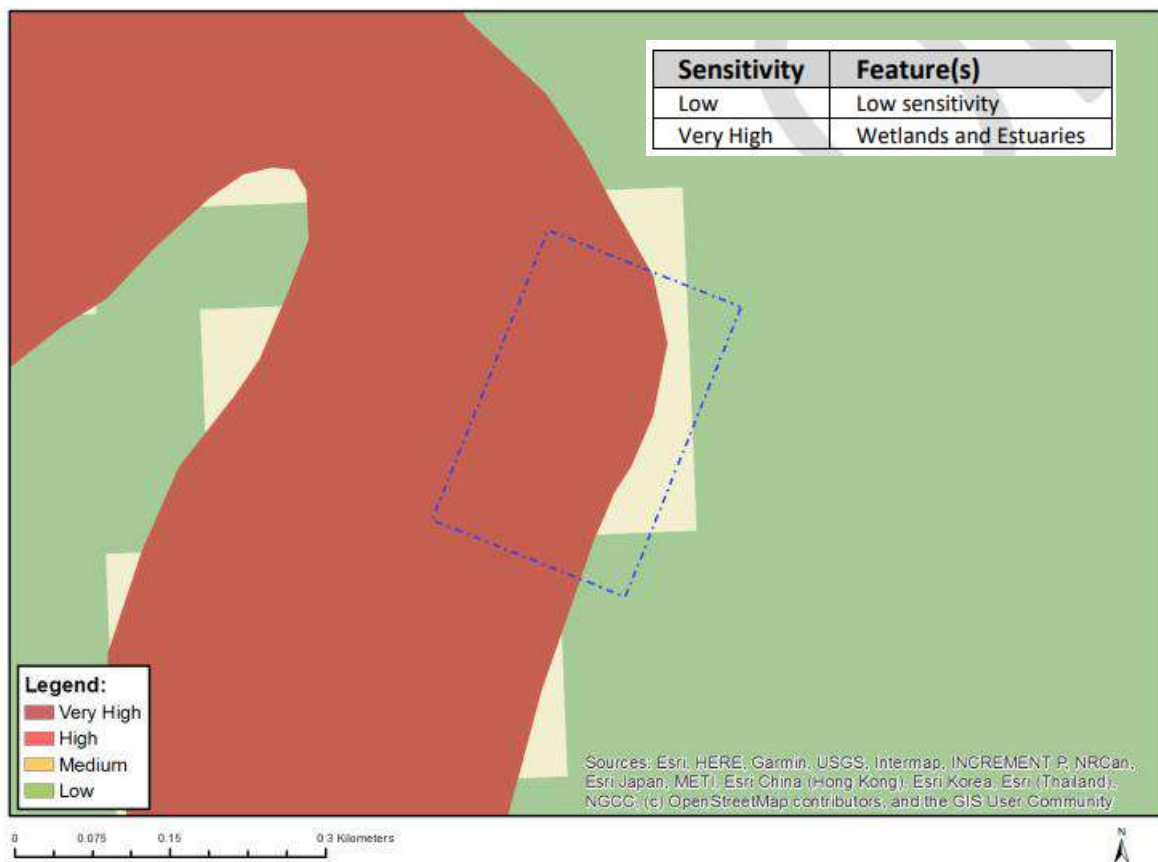 Sensitivity Feature(s)
Low Low sensitivity
Very High Wetlands and Estuaries
Legend:
Very High
High
Medium
Low
Sources: Esri, HERE, Garmin, USGS, Intermap, INCREMENT P, NRCan,
Esri Japan, METI, Esri China (Hong Kong), Esri Korea, Esri (Thailand),
NGCC, (c) OpenStreetMap contributors, and the GIS User Community
0 0.075 0.15 0.3 Kilometers
N